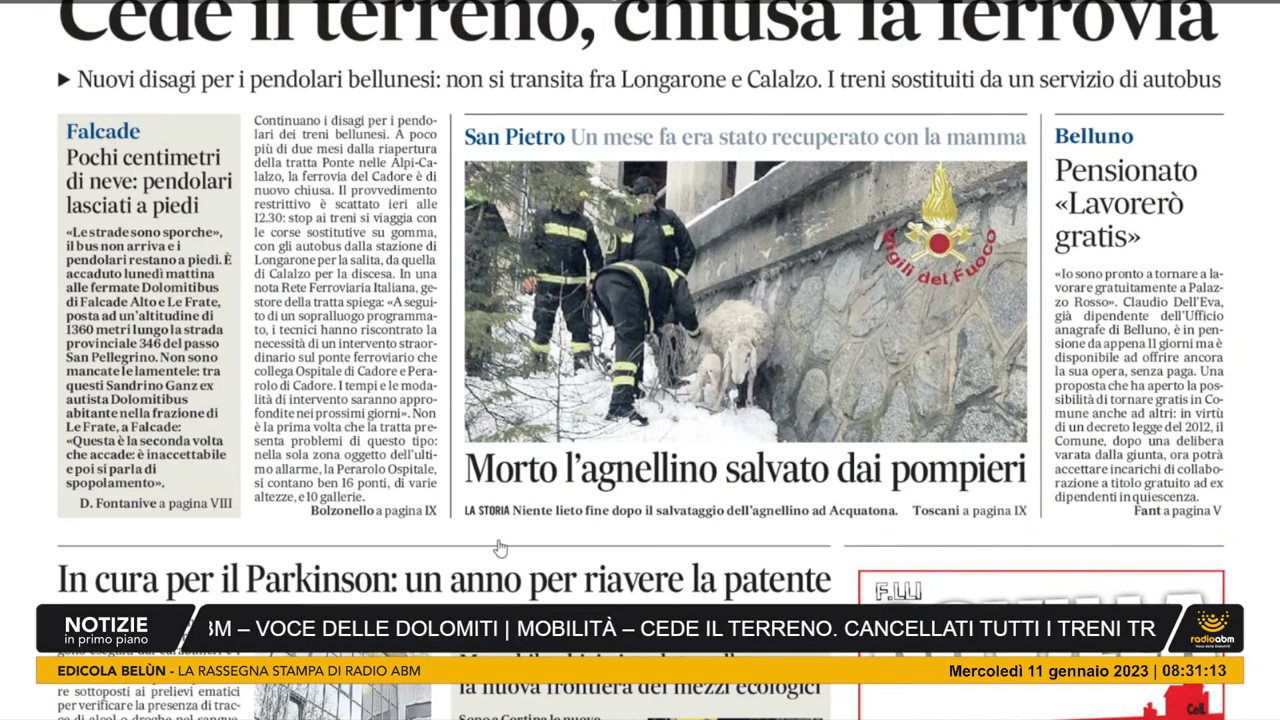 Cede il terreno, chiusa la ferrovia
Nuovi disagi per i pendolari bellunesi: non si transita fra Longarone e Calalzo. I treni sostituiti da un servizio di autobus
Falcade
Pochi centimetri
di neve: pendolari
lasciati a piedi
«Le strade sono sporche»,
il bus non arriva e i
pendolari restano a piedi. È
accaduto lunedì mattina
alle fermate Dolomitibus
di Falcade Alto e Le Frate,
posta ad un'altitudine di
1360 metri lungo la strada
provinciale 346 del passo
San Pellegrino. Non sono
mancate le lamentele: tra
questi Sandrino Ganz ex
autista Dolomitibus
abitante nella frazione di
Le Frate, a Falcade:
«Questa è la seconda volta
che accade: è inaccettabile
e poi si parla di
spopolamento».
D. Fontanive a pagina VIII
Continuano i disagi per i pendo-
lari dei treni bellunesi. A poco
più di due mesi dalla riapertura
della tratta Ponte nelle Alpi-Ca-
lalzo, la ferrovia del Cadore è di
nuovo chiusa. Il provvedimento
restrittivo è scattato ieri alle
12.30: stop ai treni si viaggia con
le corse sostitutive su gomma,
con gli autobus dalla stazione di
Longarone per la salita, da quella
di Calalzo per la discesa. In una
nota Rete Ferroviaria Italiana, ge-
store della tratta spiega: «A segui-
to di un sopralluogo programma-
to, i tecnici hanno riscontrato la
necessità di un intervento straor-
dinario sul ponte ferroviario che
collega Ospitale di Cadore e Pera-
rolo di Cadore. I tempi e le moda-
lità di intervento saranno appro-
fondite nei prossimi giorni». Non
è la prima volta che la tratta pre-
senta problemi di questo tipo:
nella sola zona oggetto dell'ulti-
mo allarme, la Perarolo Ospitale,
si contano ben 16 ponti, di varie
altezze, e 10 gallerie.
Bolzonello a pagina IX
San Pietro Un mese fa era stato recuperato con la mamma
Vigili del Fuoco
Morto l'agnellino salvato dai pompieri
LA STORIA Niente lieto fine dopo il salvataggio dell'agnellino ad Acquatona. Toscani a pagina IX
Belluno
Pensionato
«Lavorerò
gratis»
«Io sono pronto a tornare a la-
vorare gratuitamente a Palaz-
zo Rosso». Claudio Dell'Eva,
già dipendente dell'Ufficio
anagrafe di Belluno, è in pen-
sione da appena 11 giorni ma è
disponibile ad offrire ancora
la sua opera, senza paga. Una
proposta che ha aperto la pos-
sibilità di tornare gratis in Co-
mune anche ad altri: in virtù
di un decreto legge del 2012, il
Comune, dopo una delibera
varata dalla giunta, ora potrà
accettare incarichi di collabo-
razione a titolo gratuito ad ex
dipendenti in quiescenza.
Fant a pagina V
In cura per il Parkinson: un anno per riavere la patente
F.LLI
NOTIZIE
in primo piano
BM – VOCE DELLE DOLOMITI | MOBILITÀ – CEDE IL TERRENO. CANCELLATI TUTTI I TRENI TR
radioabm
Voce delle Dolomiti
EDICOLA BELÙN - LA RASSEGNA STAMPA DI RADIO ABM
Mercoledì 11 gennaio 2023 | 08:31:13
la nuova frontiera dei mezzi ecologici
re sottoposti ai prelievi ematici
per verificare la presenza di trac-
Sono a Cortina le nuove
Cell.